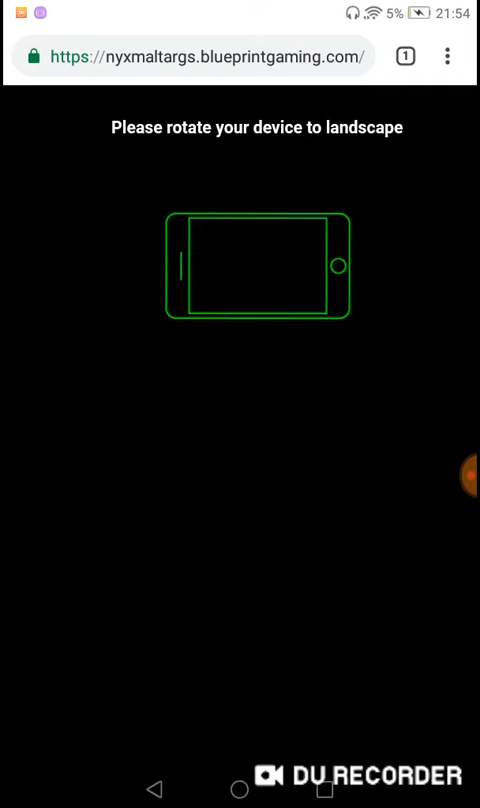 5% 21:54
https://nyxmaltargs.blueprintgaming.com/ 1
Please rotate your device to landscape
DU RECORDER